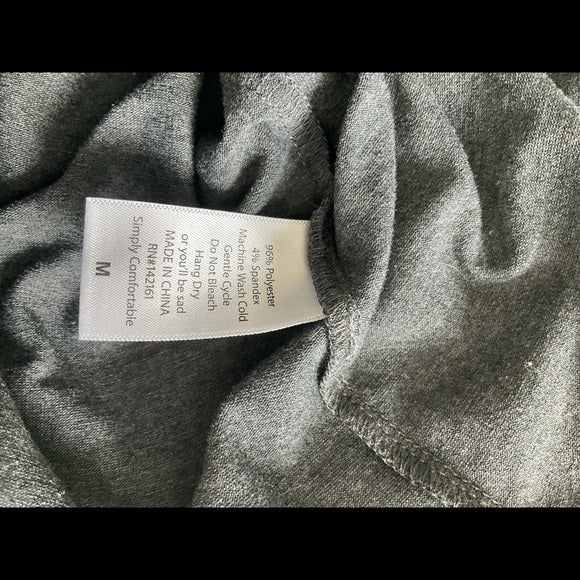 96% Polyester
4% Spandex
Machine Wash Cold
Gentle Cycle
Do Not Bleach
Hang Dry
or you'll be sad
MADE IN CHINA
RN#142161
Simply Comfortable
M